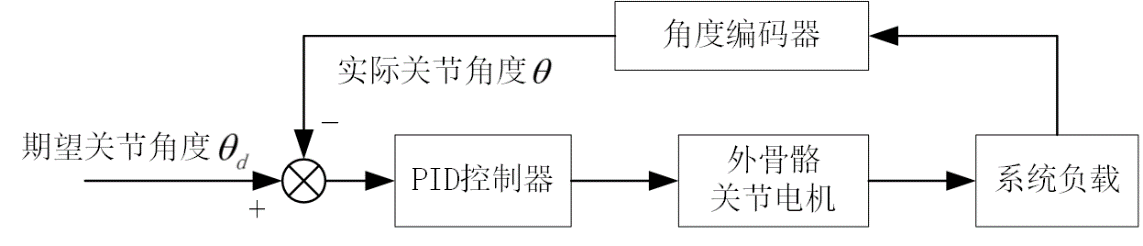 角度编码器
实际关节角度θ
−
期望关节角度θd
+
PID控制器
外骨骼
关节电机
系统负载